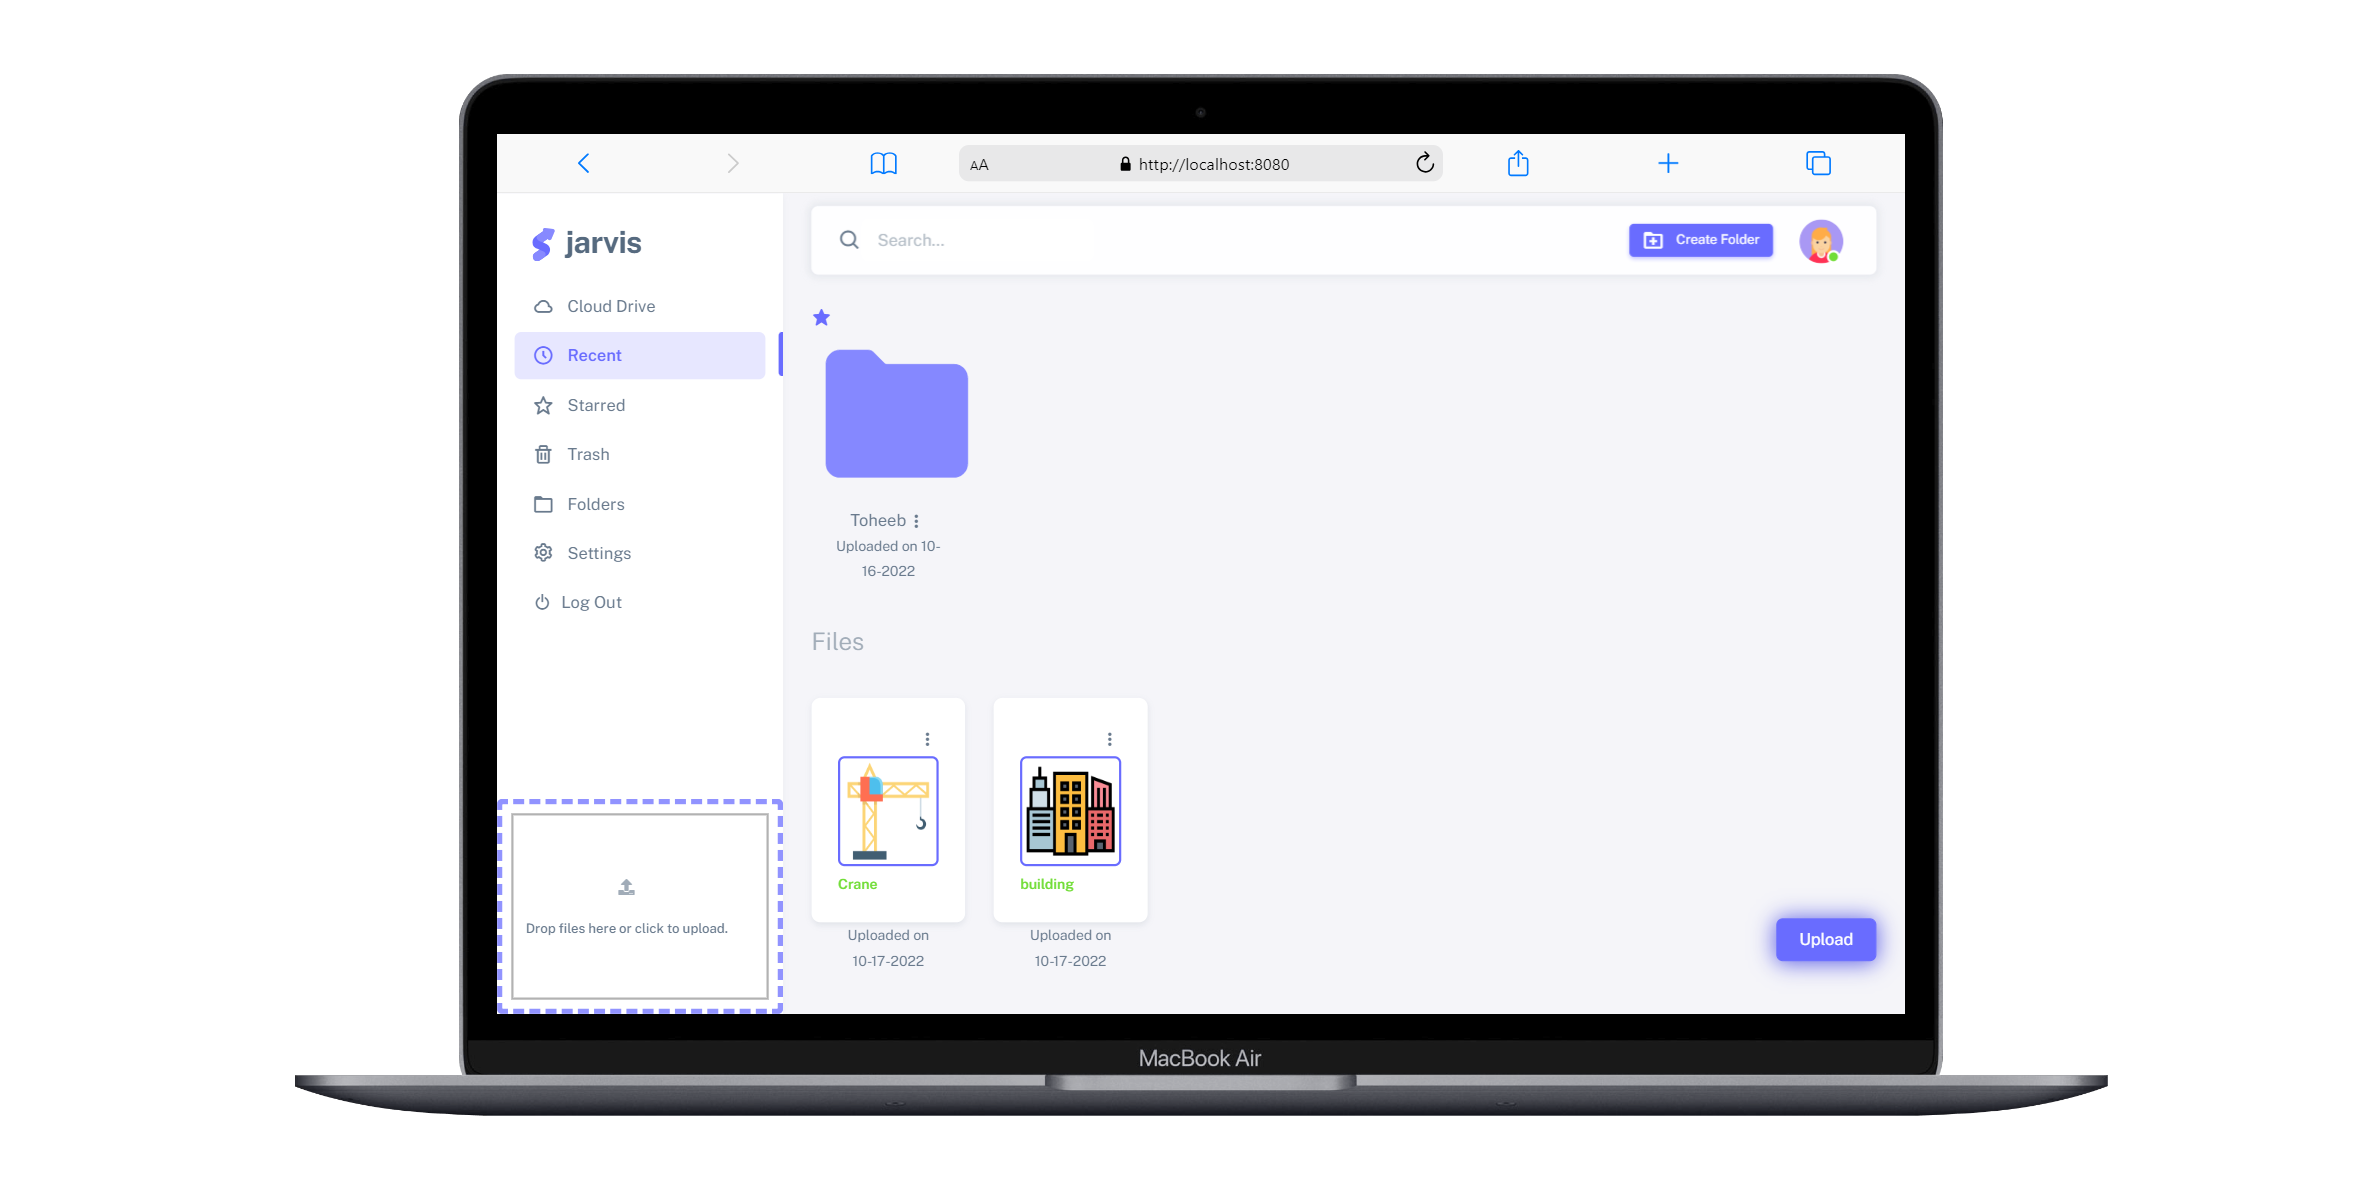 AA
http://localhost:8080
jarvis
Cloud Drive
Recent
Starred
Trash
Folders
Settings
Log Out
Drop files here or click to upload.
Search...
Create Folder
Toheeb
Uploaded on 10-
16-2022
Files
Crane
Uploaded on
10-17-2022
building
Uploaded on
10-17-2022
Upload
MacBook Air